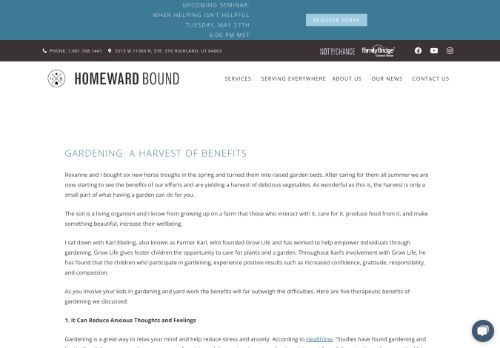 UPCOMING SEMINAR:
WHEN HELPING ISN'T HELPFUL
TUESDAY, MAY 27TH
6:00 PM MST
REGISTER TODAY
PHONE: 1.801.768.1441
5513 W 11000 N, STE. 316 HIGHLAND, UT 84003
NOT BY CHANCE
FamilyBridge
HOMEWARD BOUND
SERVICES
SERVING EVERYWHERE
ABOUT US
OUR NEWS
CONTACT US
GARDENING: A HARVEST OF BENEFITS
Roxanne and I bought six new horse troughs in the spring and turned them into raised garden beds. After caring for them all summer we are
now starting to see the benefits of our efforts and are yielding a harvest of delicious vegetables. As wonderful as this is, the harvest is only a
small part of what having a garden can do for you.
The soil is a living organism and I know from growing up on a farm that those who interact with it, care for it, produce food from it, and make
something beautiful, increase their wellbeing.
I sat down with Karl Ebeling, also known as Farmer Karl, who founded Grow Life and has worked to help empower individuals through
gardening. Grow Life gives foster children the opportunity to care for plants and a garden. Throughout Karl's involvement with Grow Life, he
has found that the children who participate in gardening, experience positive results such as increased confidence, gratitude, responsibility,
and compassion.
As you involve your kids in gardening and yard work the benefits will far outweigh the difficulties. Here are five therapeutic benefits of
gardening we discussed:
1. It Can Reduce Anxious Thoughts and Feelings
Gardening is a great way to relax your mind and help reduce stress and anxiety. According to Healthline, "Studies have found gardening and